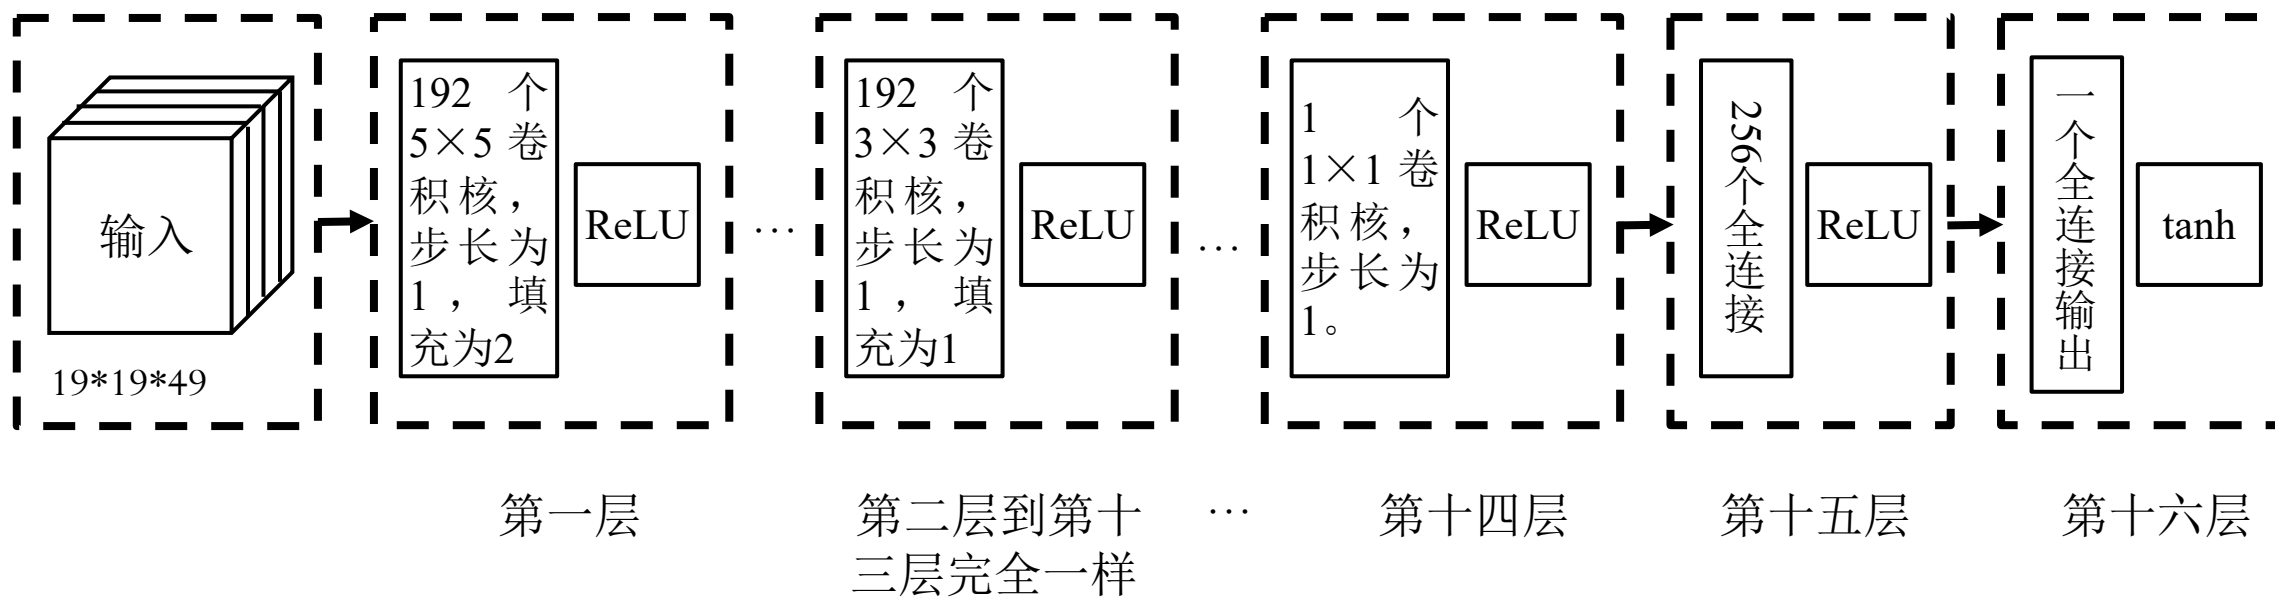 输入
19*19*49
192 个
5×5 卷
积核，
步长为
1，填
充为2
ReLU
…
192 个
3×3 卷
积核，
步长为
1，填
充为1
ReLU
…
1 个
1×1 卷
积核，
步长为
1。
ReLU
256个全连接
ReLU
一个全连接输出
tanh
第一层
第二层到第十
三层完全一样
…
第十四层
第十五层
第十六层